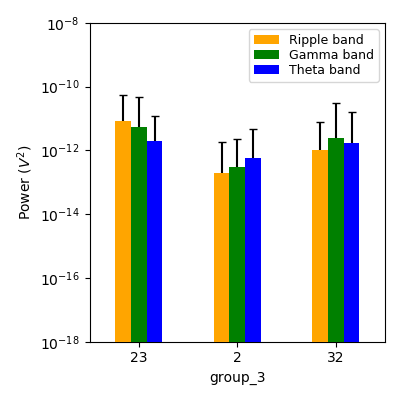 Ripple band
Gamma band
Theta band
10⁻⁸
10⁻¹⁰
10⁻¹²
10⁻¹⁴
10⁻¹⁶
10⁻¹⁸
Power (V²)
23 2 32
group_3